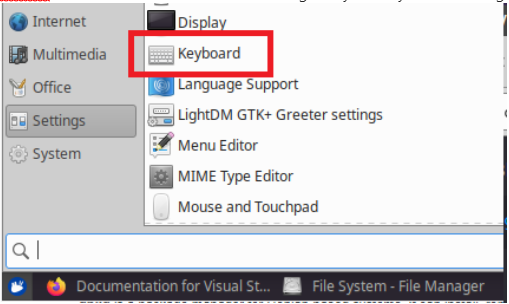 Internet
Multimedia
Office
Settings
System
Display
Keyboard
Language Support
LightDM GTK+ Greeter settings
Menu Editor
MIME Type Editor
Mouse and Touchpad
Documentation for Visual St...
File System - File Manager